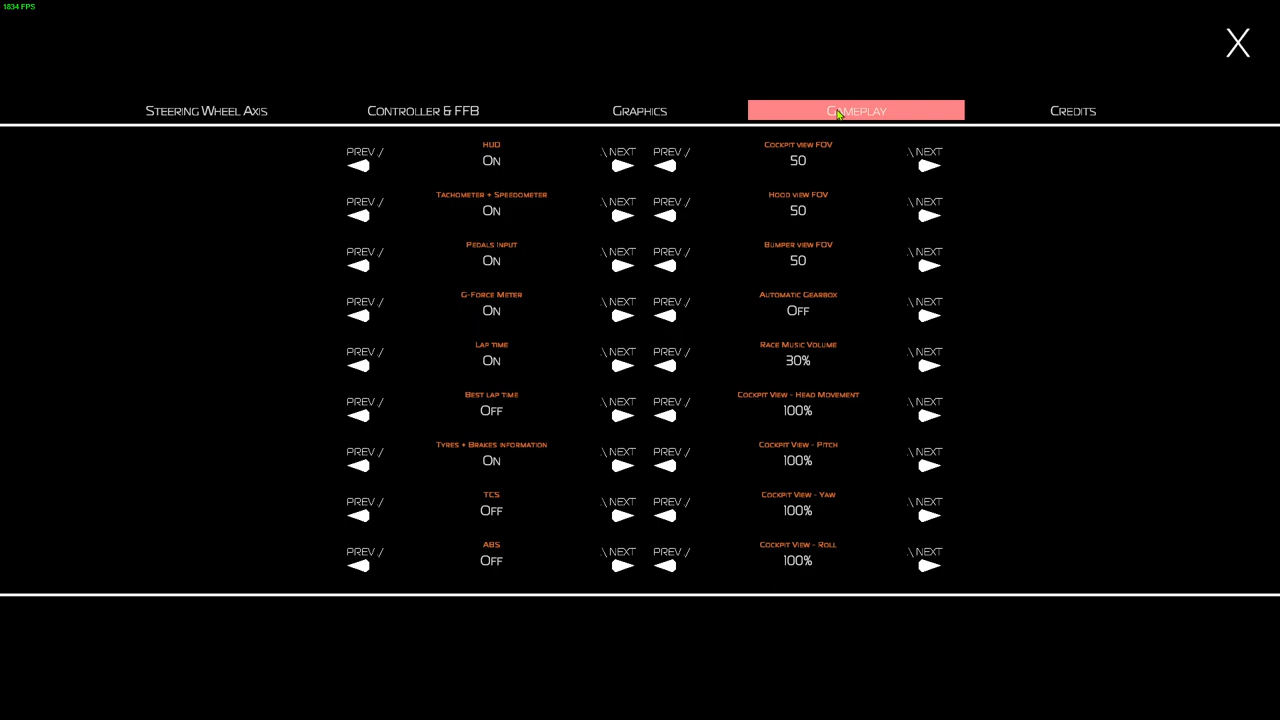 1834 FPS
X
Steering Wheel Axis Controller & FFB Graphics Gameplay Credits
PREV / HUD .\ NEXT PREV / Cockpit view FOV .\ NEXT
On 50
PREV / Tachometer + Speedometer .\ NEXT PREV / Hood view FOV .\ NEXT
On 50
PREV / Pedals Input .\ NEXT PREV / Bumper view FOV .\ NEXT
On 50
PREV / G-Force Meter .\ NEXT PREV / Automatic Gearbox .\ NEXT
On Off
PREV / Lap time .\ NEXT PREV / Race Music Volume .\ NEXT
On 30%
PREV / Best lap time .\ NEXT PREV / Cockpit View - Head Movement .\ NEXT
Off 100%
PREV / Tyres + Brakes information .\ NEXT PREV / Cockpit View - Pitch .\ NEXT
On 100%
PREV / TCS .\ NEXT PREV / Cockpit View - Yaw .\ NEXT
Off 100%
PREV / ABS .\ NEXT PREV / Cockpit View - Roll .\ NEXT
Off 100%